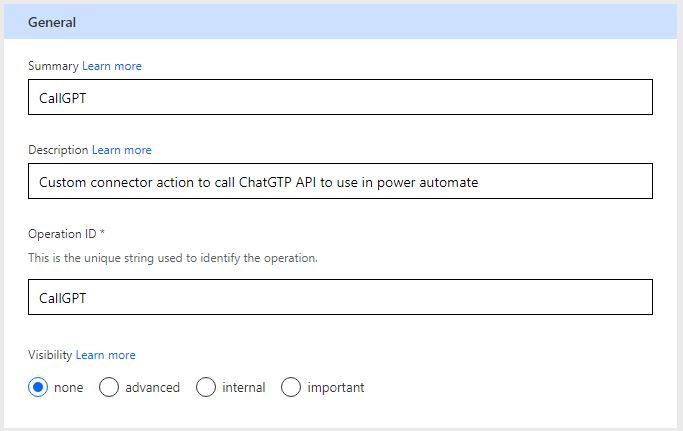 General
Summary Learn more
CallGPT
Description Learn more
Custom connector action to call ChatGTP API to use in power automate
Operation ID *
This is the unique string used to identify the operation.
CallGPT
Visibility Learn more
none advanced internal important